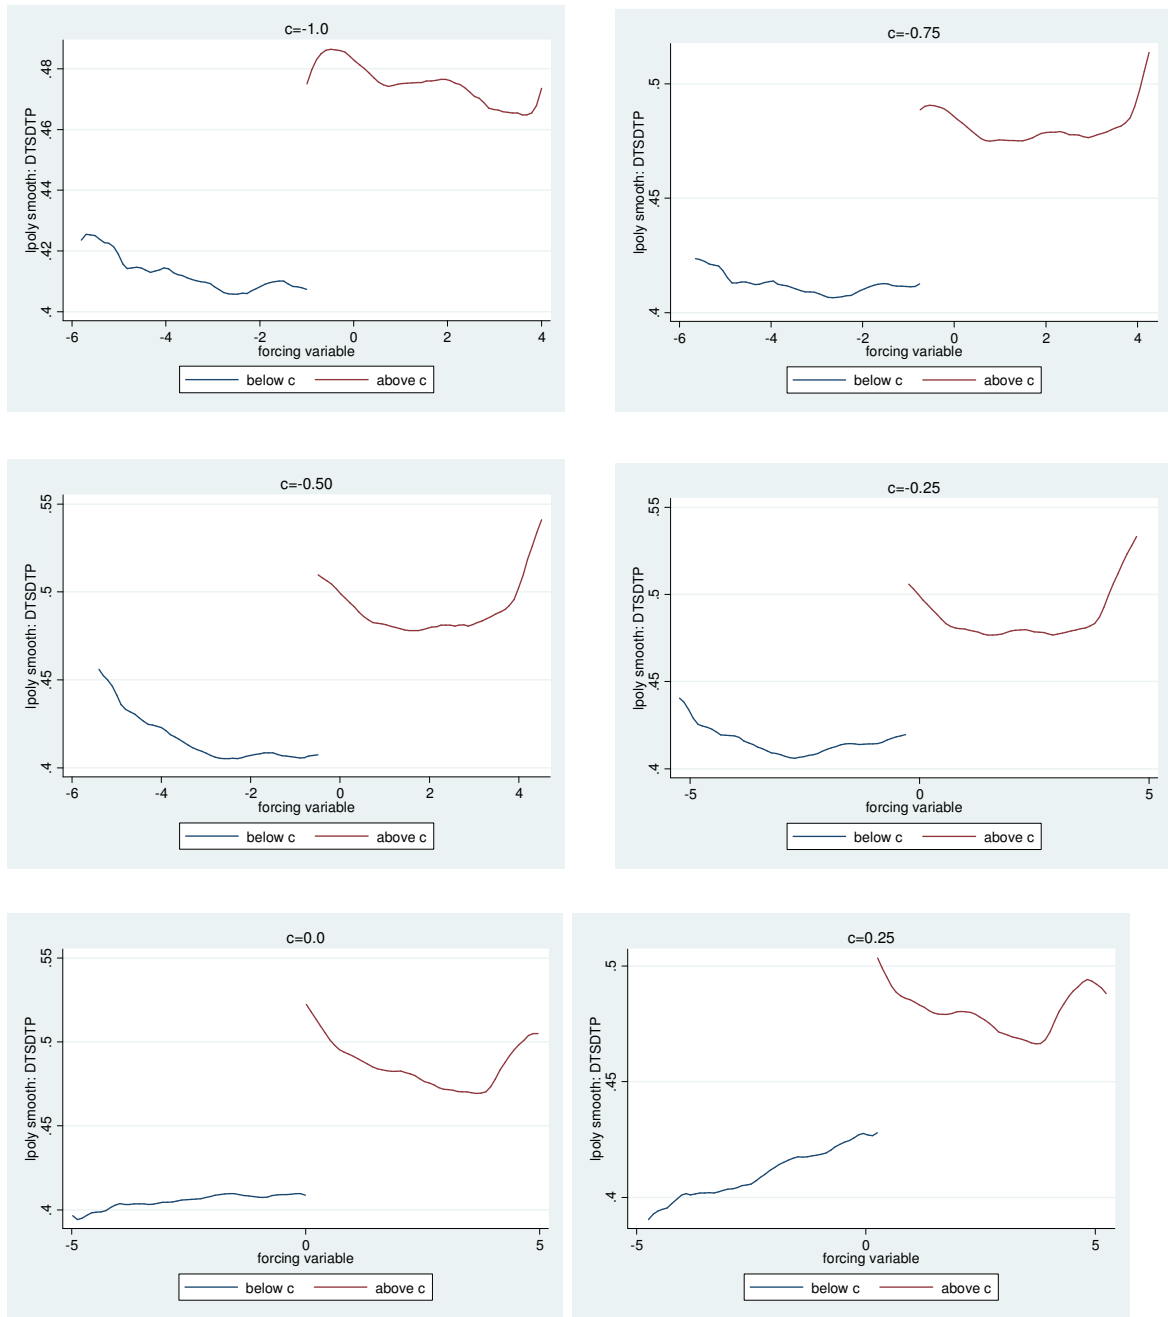 c=-1.0
lpoly smooth: DTSDTP
.48
.46
.44
.42
.4
-6 -4 -2 0 2 4
forcing variable
below c above c
c=-0.75
lpoly smooth: DTSDTP
.5
.45
.4
-6 -4 -2 0 2 4
forcing variable
below c above c
c=-0.50
lpoly smooth: DTSDTP
.55
.5
.45
.4
-6 -4 -2 0 2 4
forcing variable
below c above c
c=-0.25
lpoly smooth: DTSDTP
.55
.5
.45
.4
-5 0 5
forcing variable
below c above c
c=0.0
lpoly smooth: DTSDTP
.55
.5
.45
.4
-5 0 5
forcing variable
below c above c
c=0.25
lpoly smooth: DTSDTP
.5
.45
.4
-5 0 5
forcing variable
below c above c